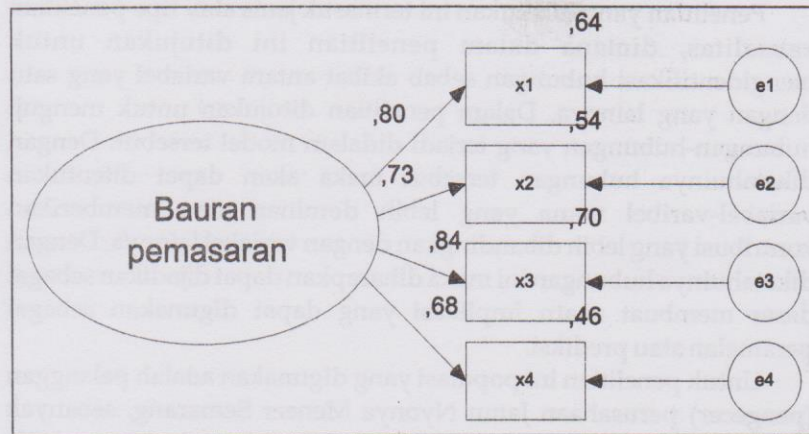 ,64
x1
e1
,80
,54
,73
x2
e2
Bauran
pemasaran
,70
,84
x3
e3
,68
,46
x4
e4